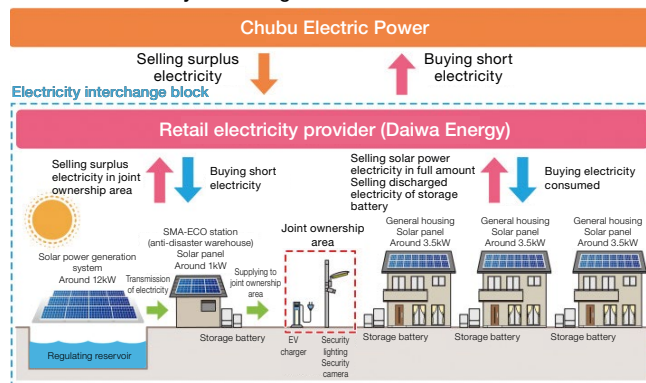 Chubu Electric Power
Selling surplus
electricity
Buying short
electricity
Electricity interchange block
Retail electricity provider (Daiwa Energy)
Selling surplus
electricity in joint
ownership area
Buying short
electricity
Selling solar power
electricity in full amount
Selling discharged
electricity of storage
battery
Buying electricity
consumed
Solar power generation
system
Around 12kW
Transmission
of electricity
SMA-ECO station
(anti-disaster warehouse)
Solar panel
Around 1kW
Supplying to
joint ownership
area
Joint ownership
area
General housing
Solar panel
Around 3.5kW
General housing
Solar panel
Around 3.5kW
General housing
Solar panel
Around 3.5kW
Regulating reservoir
Storage battery
EV
charger
Security
lighting
Security
camera
Storage battery
Storage battery
Storage battery